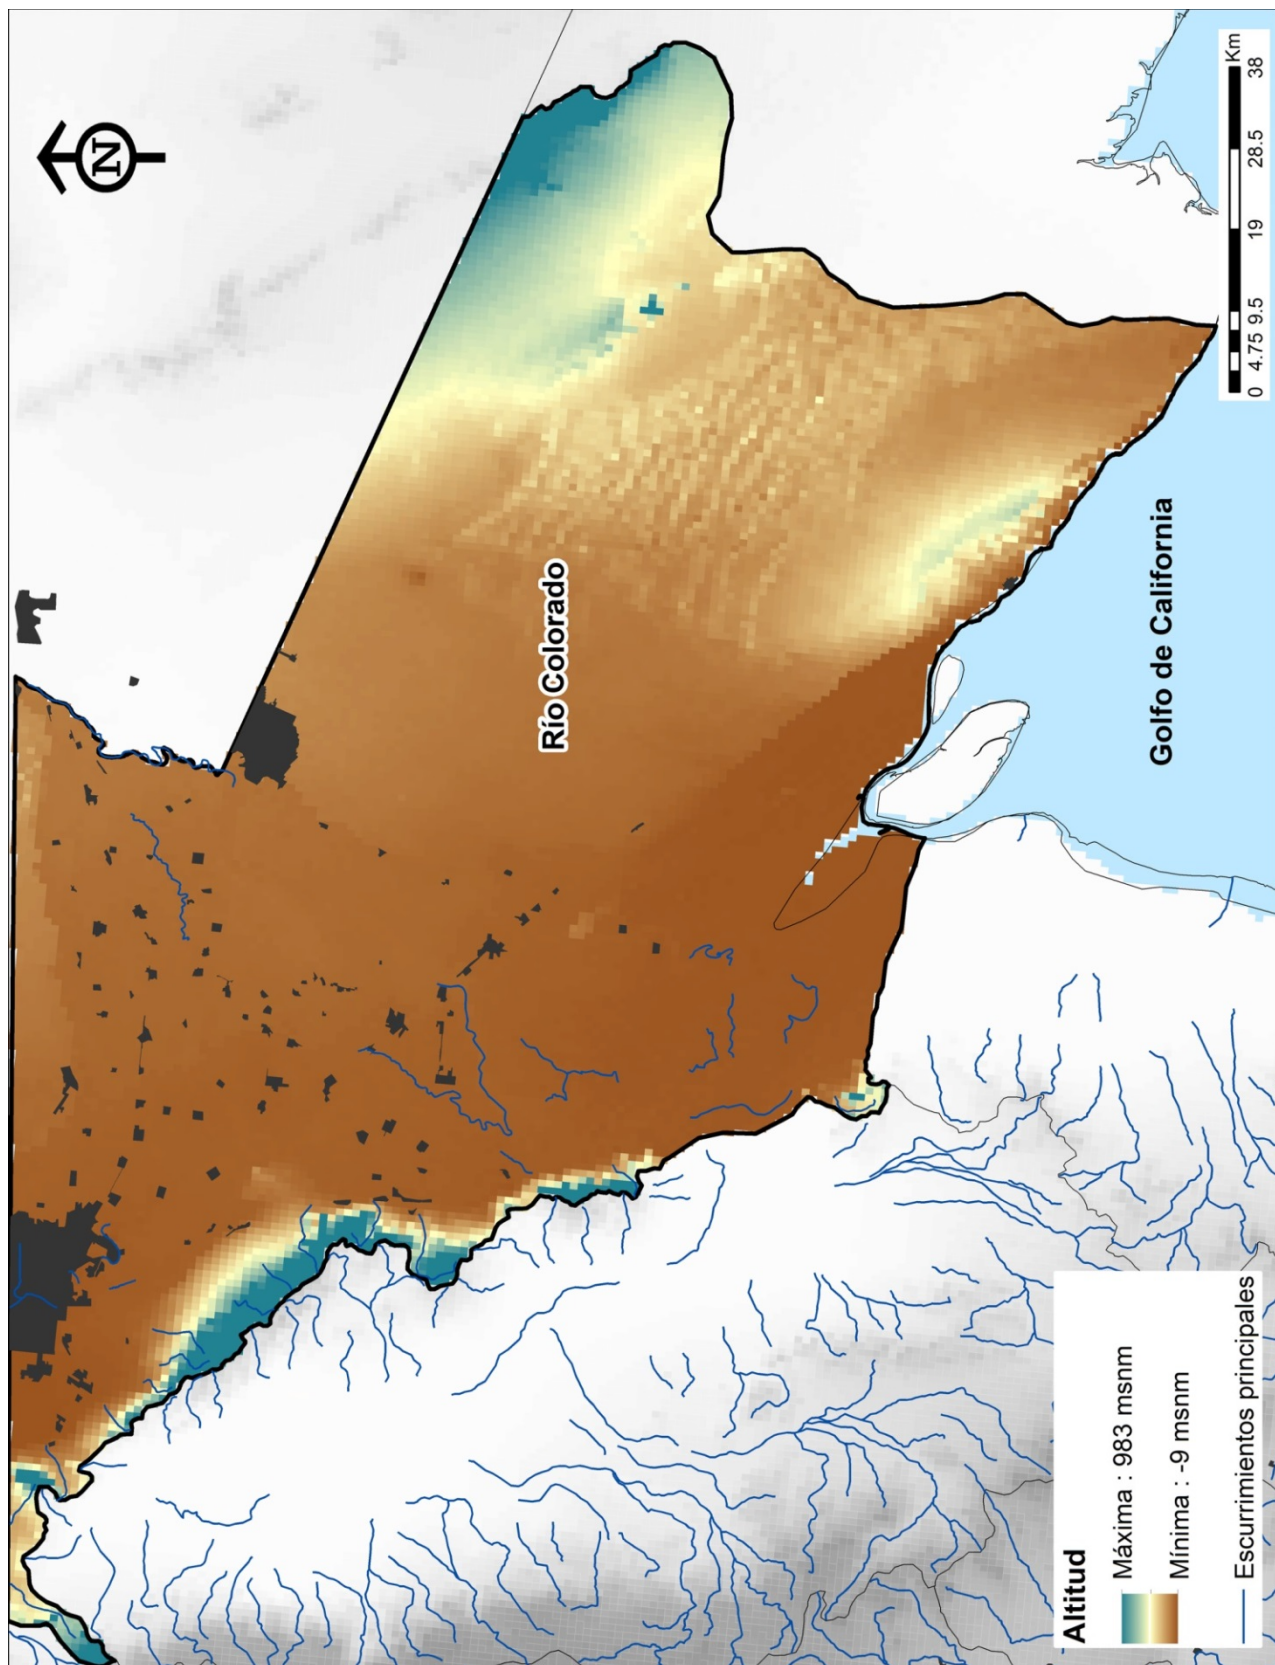 N
Río Colorado
Golfo de California
Altitud
Máxima : 983 msnm
Mínima : -9 msnm
Escurrimientos principales
Km
0 4.75 9.5 19 28.5 38